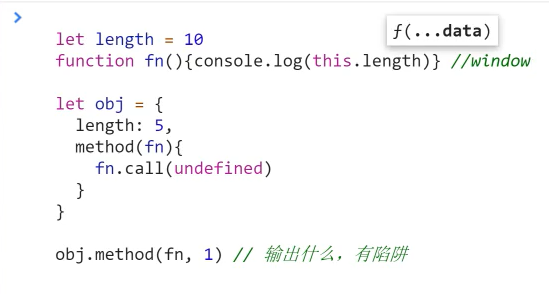 ƒ(...data)
let length = 10
function fn(){console.log(this.length)} //window
let obj = {
  length: 5,
  method(fn){
    fn.call(undefined)
  }
}
obj.method(fn, 1) // 输出什么，有陷阱